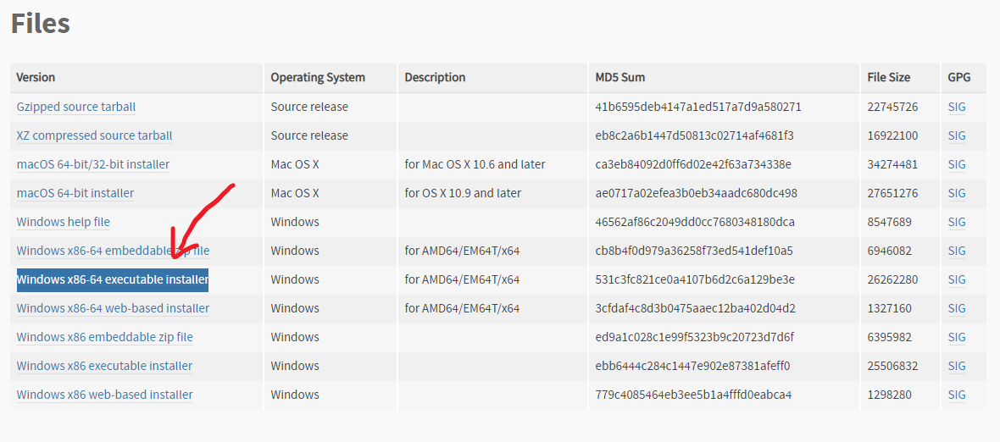 Files
Version Operating System Description MD5 Sum File Size GPG
Gzipped source tarball Source release 41b6595deb4147a1ed517a7d9a580271 22745726 SIG
XZ compressed source tarball Source release eb8c2a6b1447d50813c02714af4681f3 16922100 SIG
macOS 64-bit/32-bit installer Mac OS X for Mac OS X 10.6 and later ca3eb84092d0ff6d02e42f63a734338e 34274481 SIG
macOS 64-bit installer Mac OS X for OS X 10.9 and later ae0717a02efea3b0eb34aadc680dc498 27651276 SIG
Windows help file Windows 46562af86c2049dd0cc7680348180dca 8547689 SIG
Windows x86-64 embeddable zip file Windows for AMD64/EM64T/x64 cb8b4f0d979a36258f73ed541def10a5 6946082 SIG
Windows x86-64 executable installer Windows for AMD64/EM64T/x64 531c3fc821ce0a4107b6d2c6a129be3e 26262280 SIG
Windows x86-64 web-based installer Windows for AMD64/EM64T/x64 3cfdaf4c8d3b0475aaec12ba402d04d2 1327160 SIG
Windows x86 embeddable zip file Windows ed9a1c028c1e99f5323b9c20723d7d6f 6395982 SIG
Windows x86 executable installer Windows ebb6444c284c1447e902e87381afeff0 25506832 SIG
Windows x86 web-based installer Windows 779c4085464eb3ee5b1a4fffd0eabca4 1298280 SIG